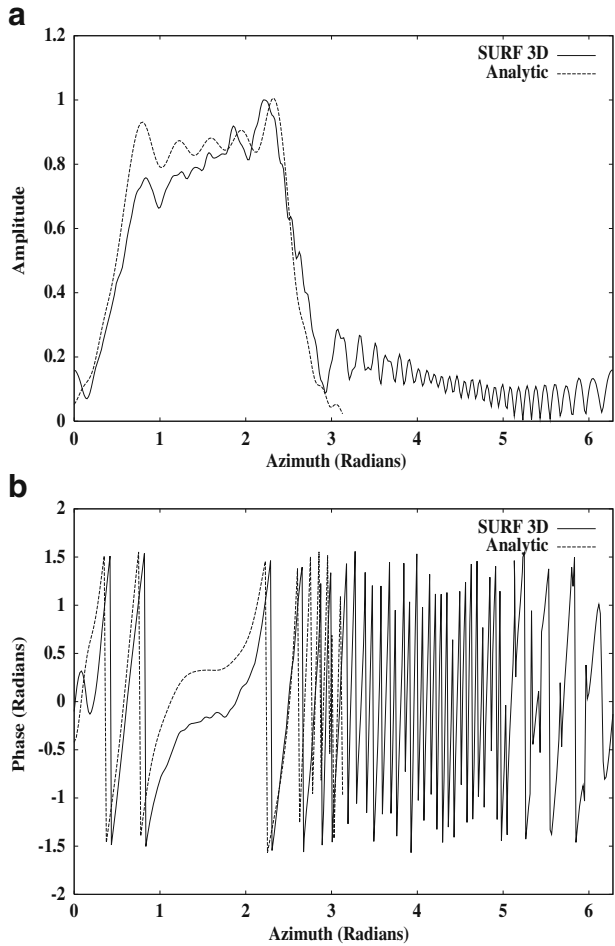 a
1.2
1
0.8
0.6
0.4
0.2
0
Amplitude
SURF 3D
Analytic
0 1 2 3 4 5 6
Azimuth (Radians)
b
2
1.5
1
0.5
0
-0.5
-1
-1.5
-2
Phase (Radians)
SURF 3D
Analytic
0 1 2 3 4 5 6
Azimuth (Radians)